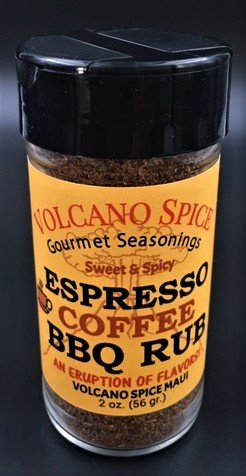 VOLCANO SPICE
Gourmet Seasonings
Sweet & Spicy
ESPRESSO
COFFEE
BBQ RUB
AN ERUPTION OF FLAVORS!
VOLCANO SPICE MAUI
2 oz. (56 gr.)